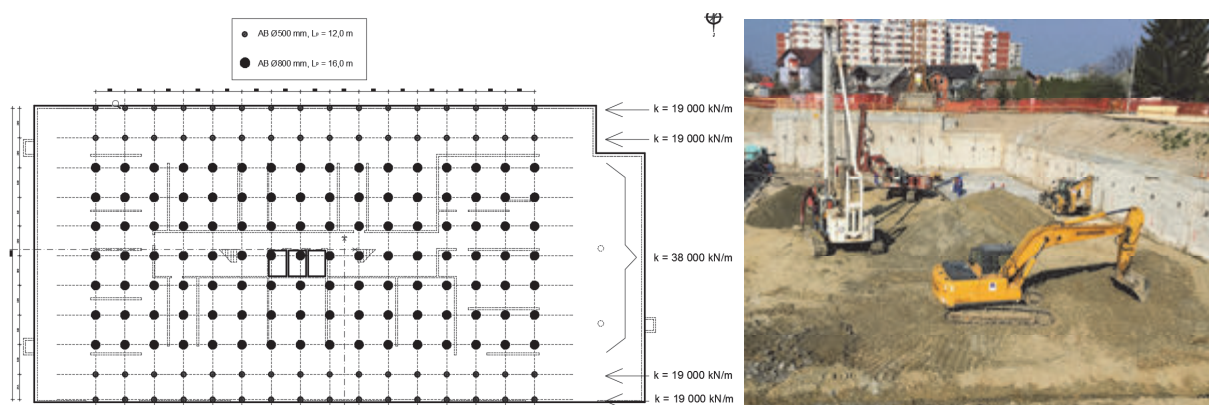 AB Ø500 mm, Lp = 12,0 m
AB Ø800 mm, Lp = 16,0 m
k = 19 000 kN/m
k = 19 000 kN/m
k = 38 000 kN/m
k = 19 000 kN/m
k = 19 000 kN/m